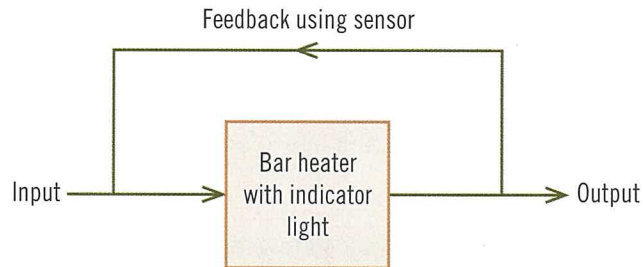 Feedback using sensor
Input
Bar heater
with indicator
light
Output